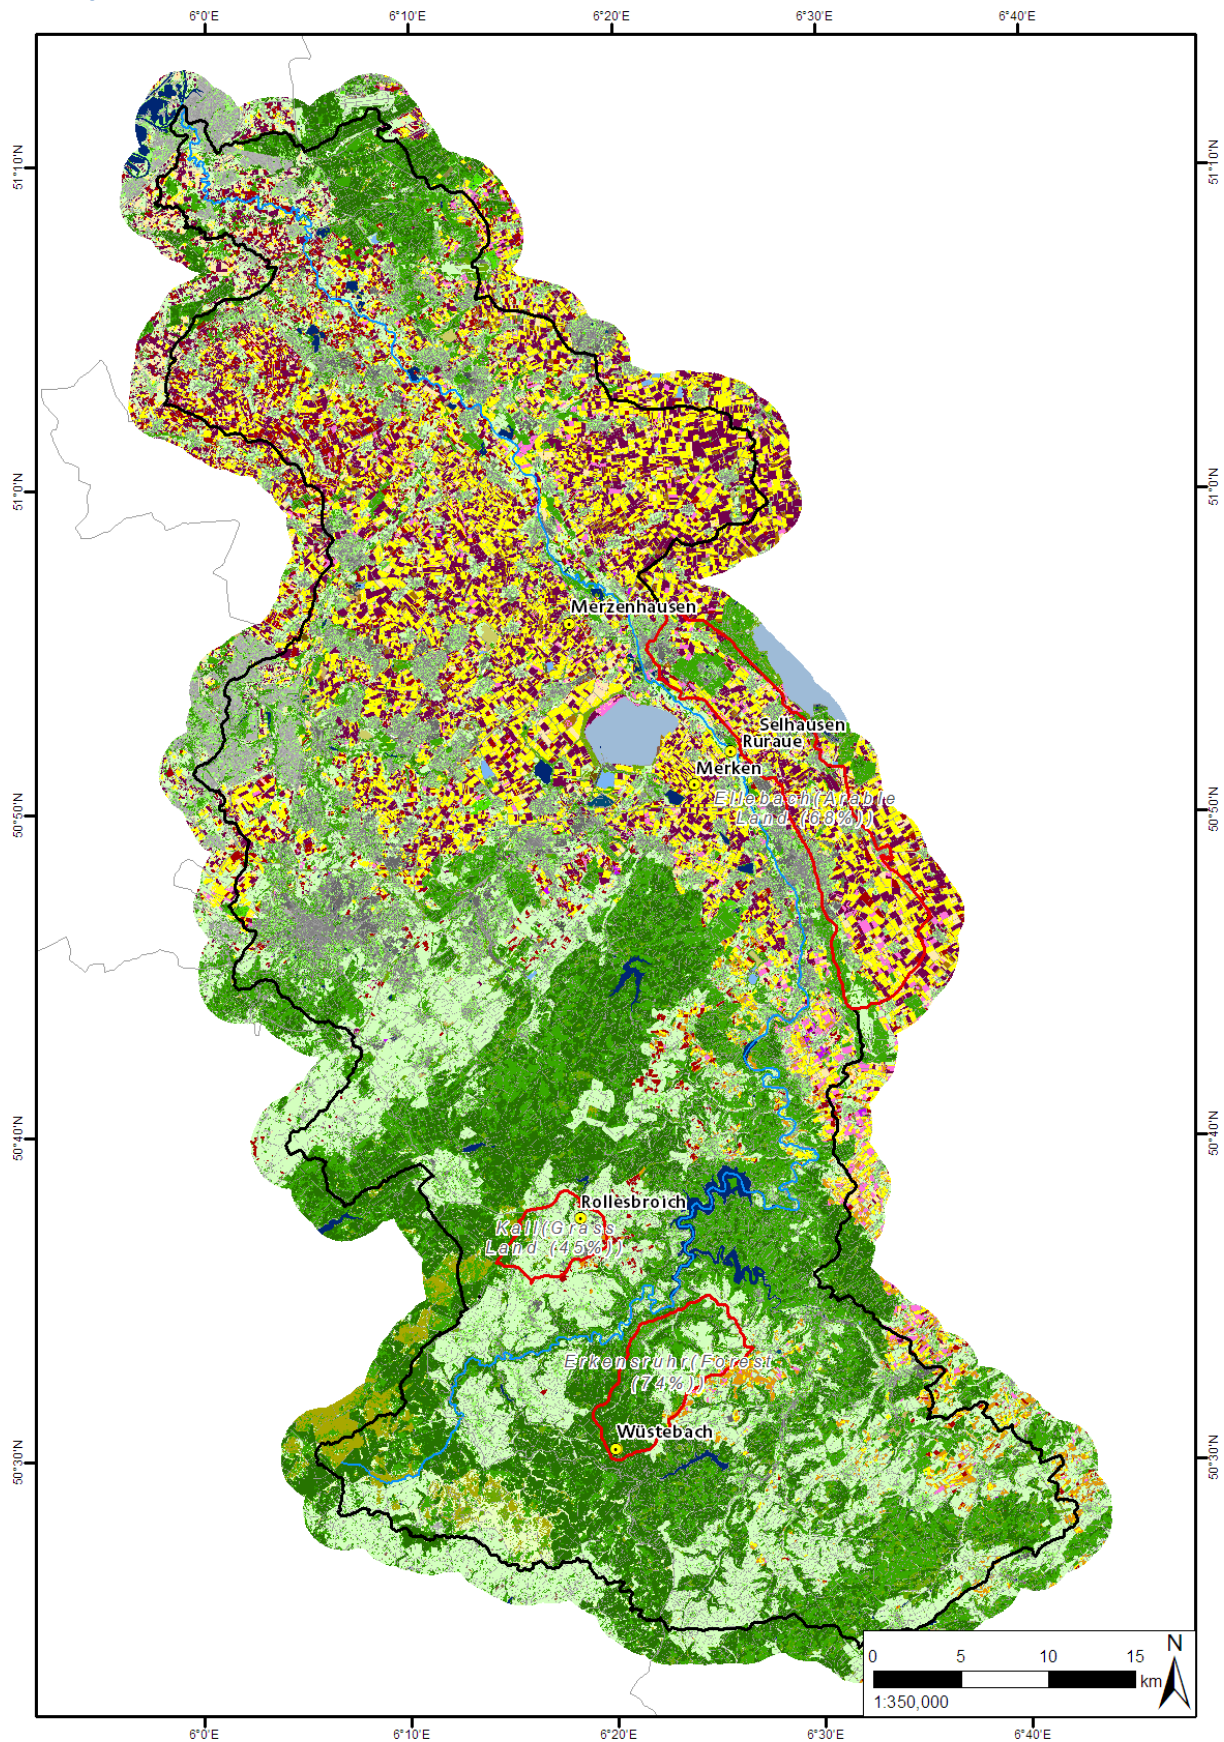 6°0'E 6°10'E 6°20'E 6°30'E 6°40'E
51°10'N 51°10'N
51°0'N 51°0'N
Merzenhausen
Selhausen
Ruraue
Merken
Ellebach(Arable
Land (68%))
50°50'N 50°50'N
50°40'N 50°40'N
Rollesbroich
Kall(Grass
Land (45%))
Erkensruhr(Forest
(74%))
Wüstebach
50°30'N 50°30'N
0 5 10 15
km
N
1:350,000
6°0'E 6°10'E 6°20'E 6°30'E 6°40'E